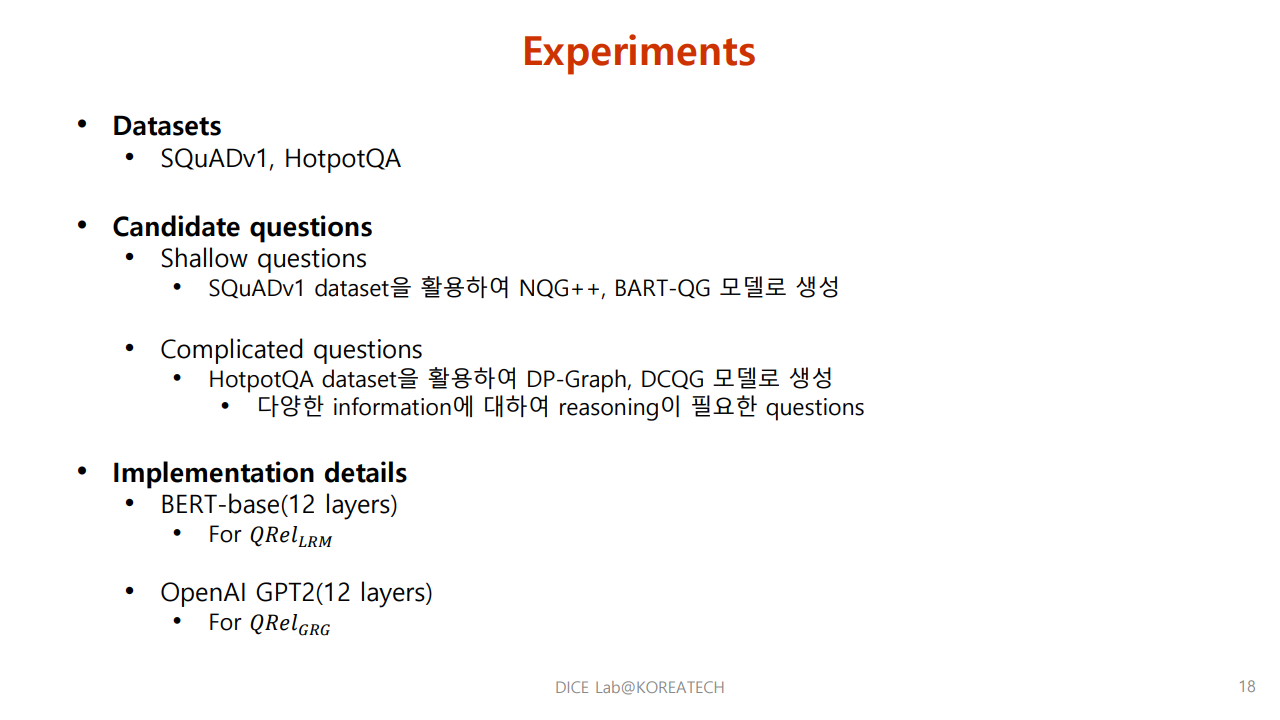 Experiments
• Datasets
• SQuADv1, HotpotQA
• Candidate questions
• Shallow questions
• SQuADv1 dataset을 활용하여 NQG++, BART-QG 모델로 생성
• Complicated questions
• HotpotQA dataset을 활용하여 DP-Graph, DCQG 모델로 생성
• 다양한 information에 대하여 reasoning이 필요한 questions
• Implementation details
• BERT-base(12 layers)
• For QRel_LRM
• OpenAI GPT2(12 layers)
• For QRel_GRG
DICE Lab@KOREATECH
18